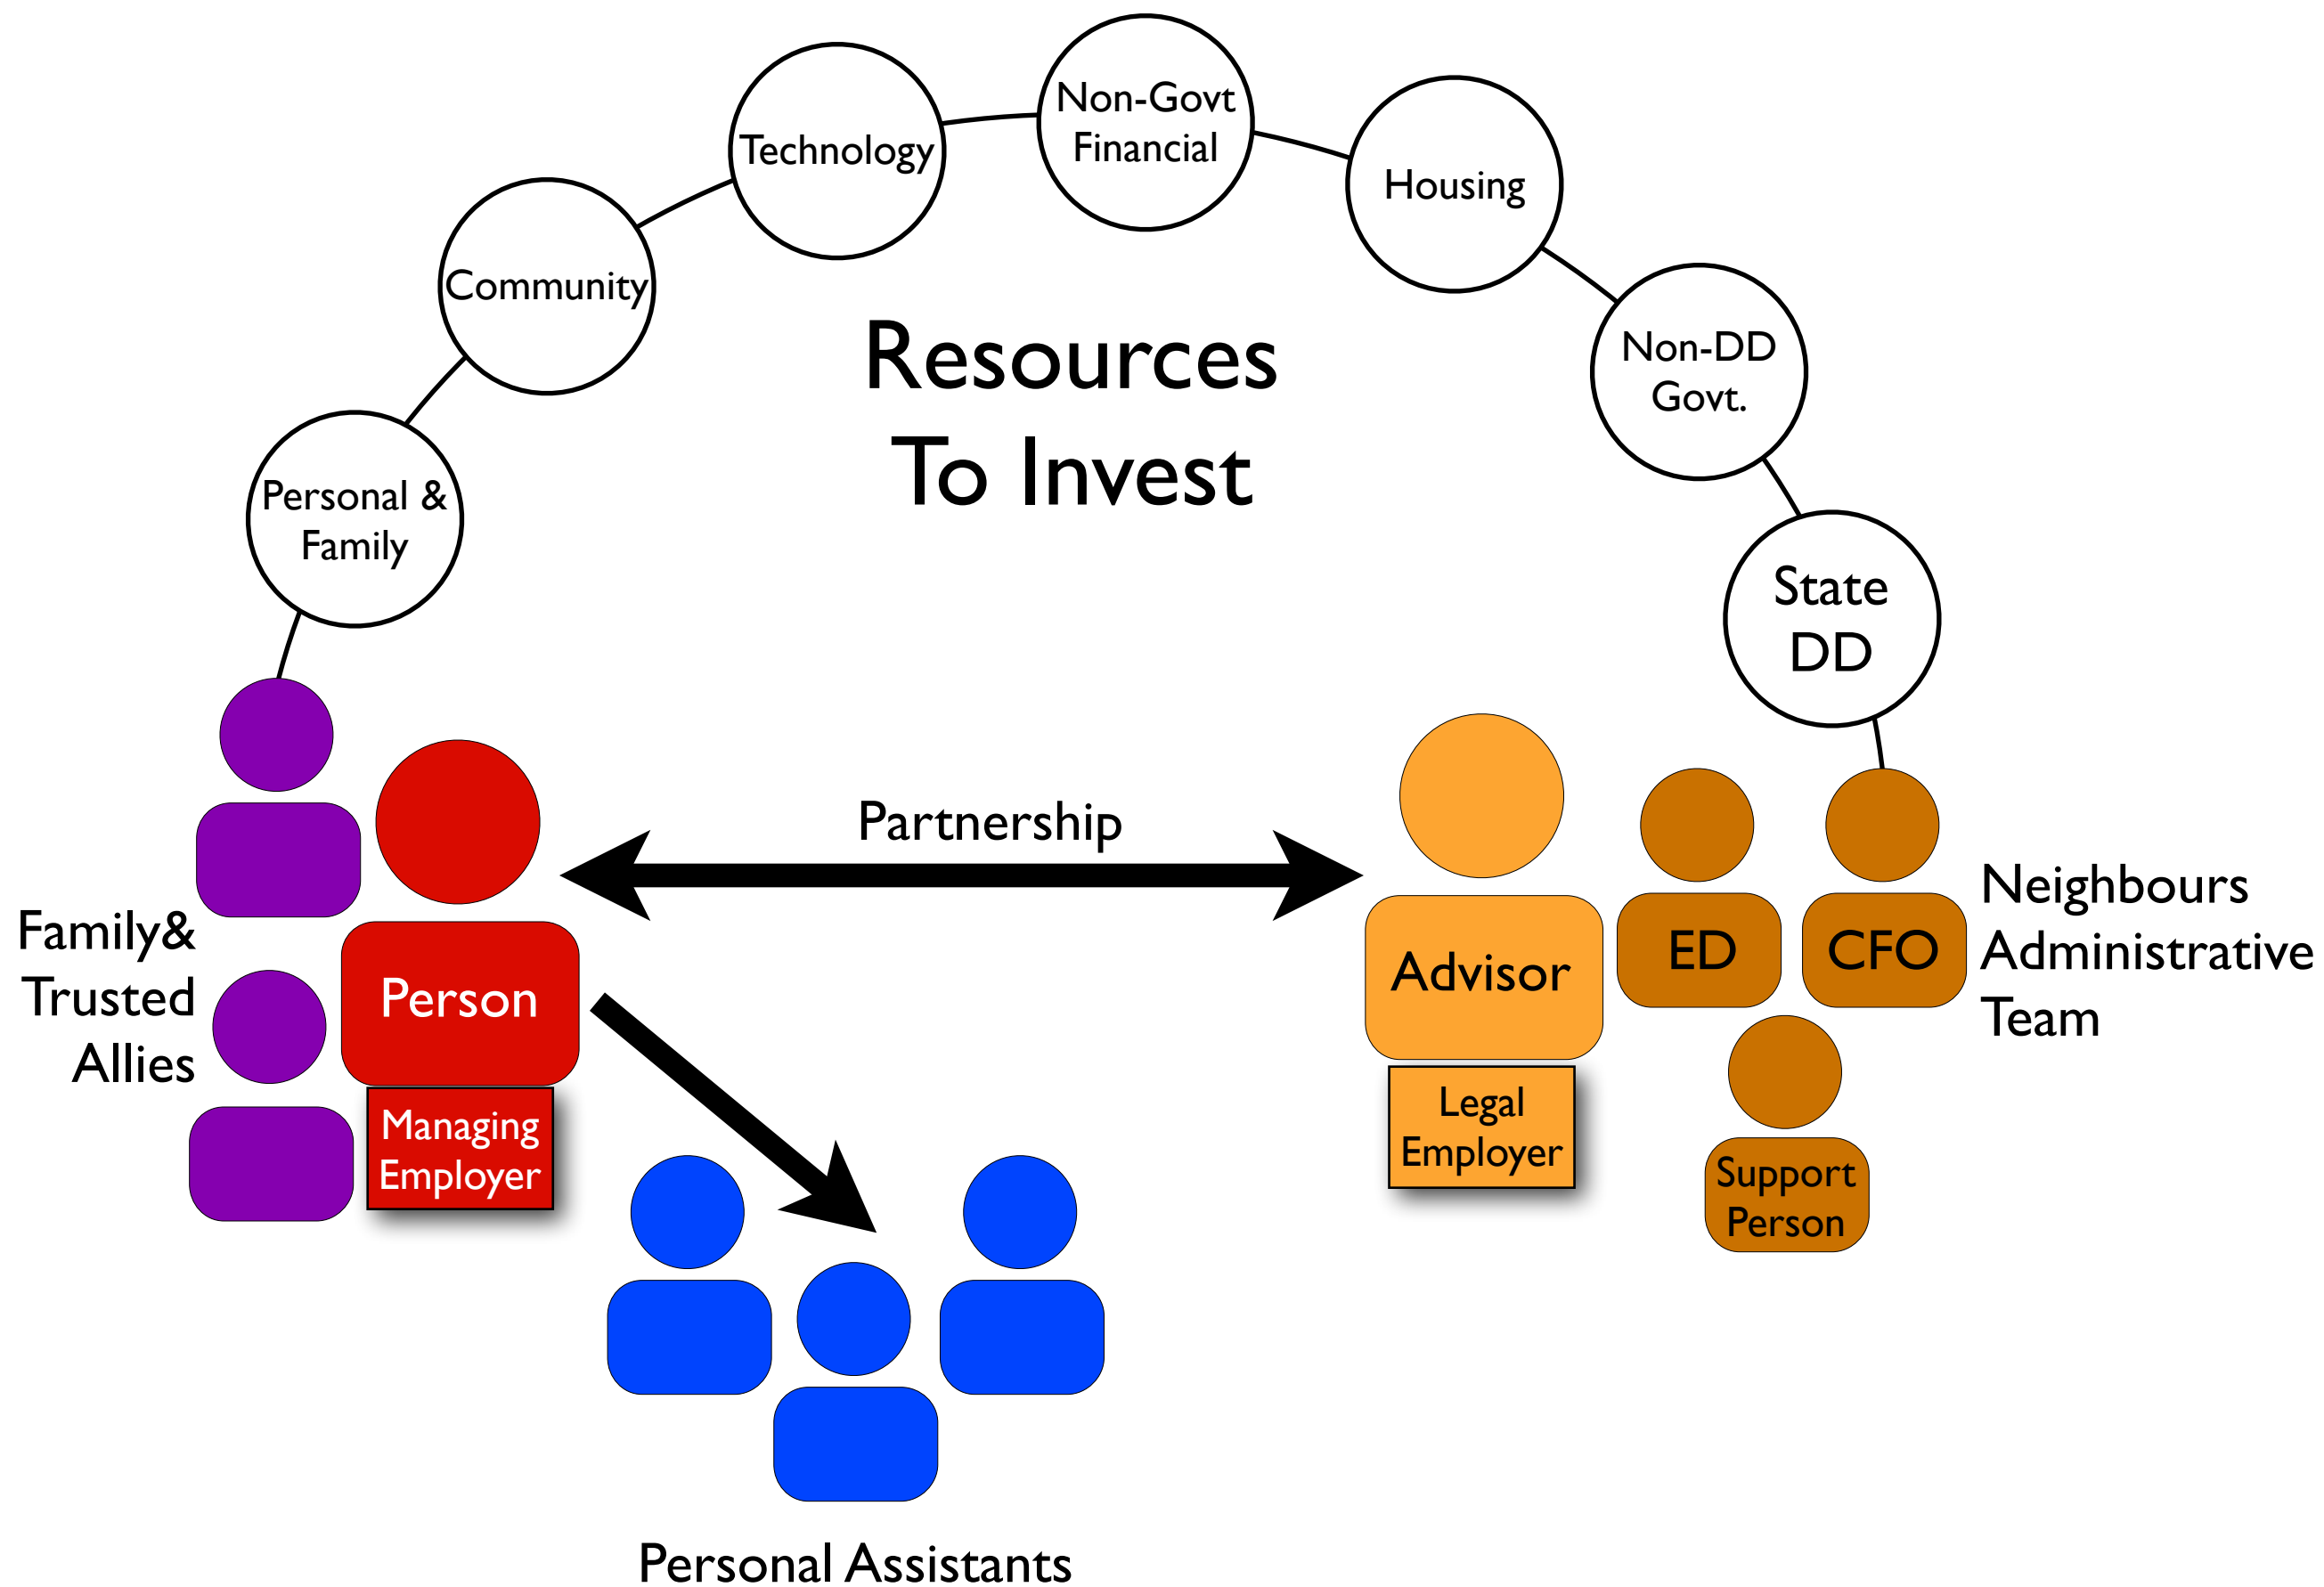 Non-Govt
Financial
Technology
Housing
Community
Resources
To Invest
Non-DD
Govt.
Personal &
Family
State
DD
Partnership
Family&
Trusted
Allies
Person
Managing
Employer
Advisor
Legal
Employer
ED
CFO
Neighbours
Administrative
Team
Support
Person
Personal Assistants